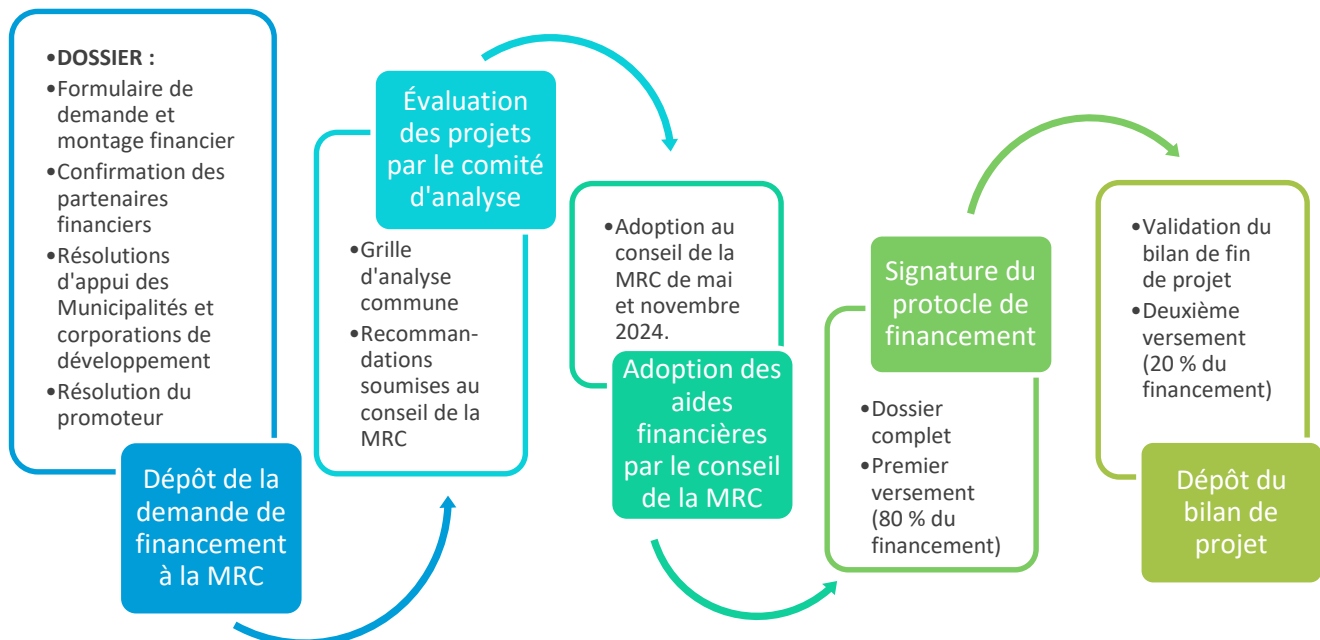 •DOSSIER :
•Formulaire de
demande et
montage financier
•Confirmation des
partenaires
financiers
•Résolutions
d'appui des
Municipalités et
corporations de
développement
•Résolution du
promoteur
Dépôt de la
demande de
financement
à la MRC
Évaluation
des projets
par le comité
d'analyse
•Grille
d'analyse
commune
•Recomman-
dations
soumises au
conseil de la
MRC
•Adoption au
conseil de la
MRC de mai
et novembre
2024.
Adoption des
aides
financières
par le conseil
de la MRC
Signature du
protocle de
financement
•Dossier
complet
•Premier
versement
(80 % du
financement)
•Validation du
bilan de fin
de projet
•Deuxième
versement
(20 % du
financement)
Dépôt du
bilan de
projet